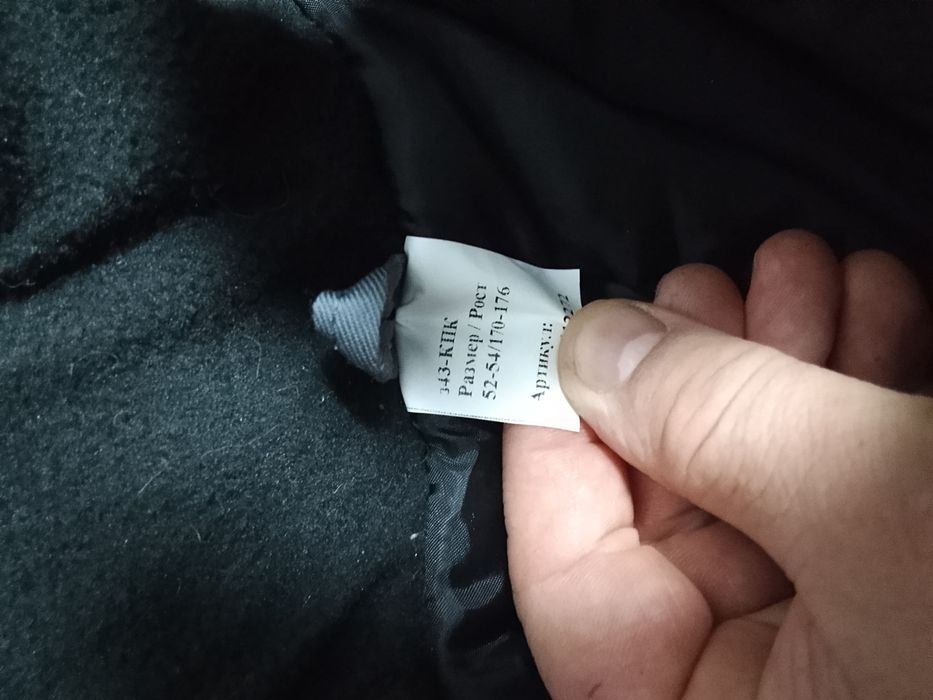 343-КПК
Размер / Рост
52-54/170-176
Артикул: